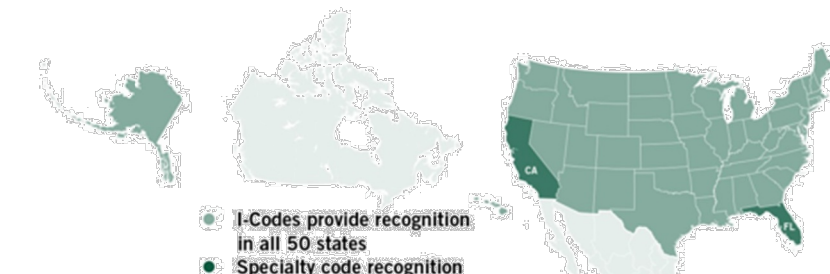 CA
FL
I-Codes provide recognition
in all 50 states
Specialty code recognition